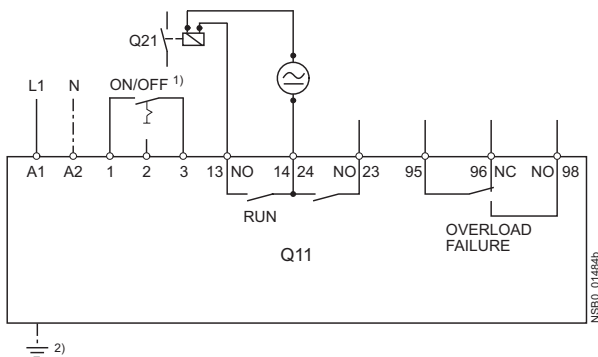 Q21
ON/OFF 1)
L1 N
A1 A2 1 2 3 13 NO 14 24 NO 23 95 96 NC NO 98
RUN
OVERLOAD
FAILURE
Q11
2)
NSB0_01484b